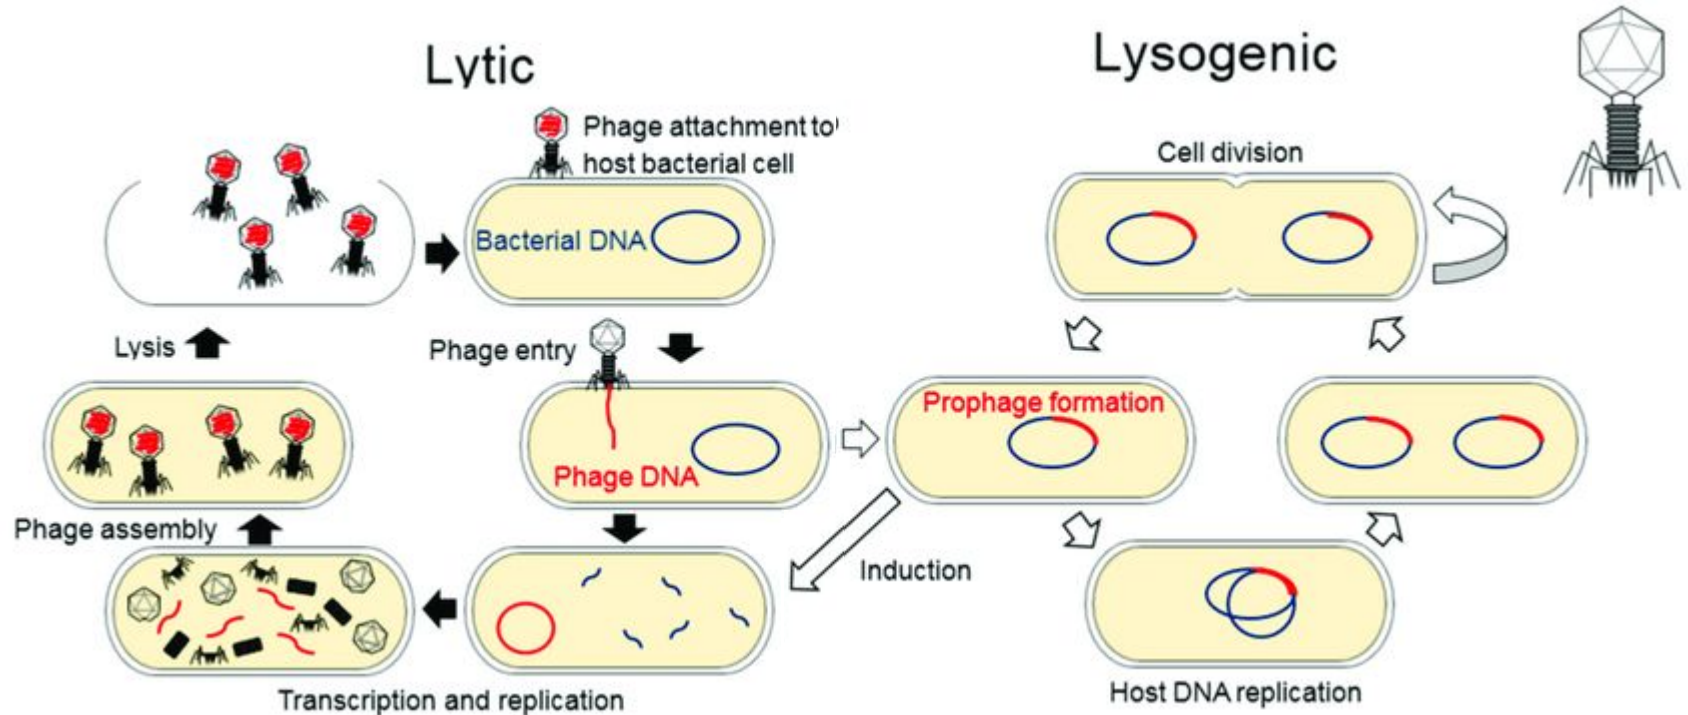 Lytic
Lysogenic
Phage attachment to
host bacterial cell
Cell division
Bacterial DNA
Lysis
Phage entry
Prophage formation
Phage DNA
Phage assembly
Induction
Transcription and replication
Host DNA replication